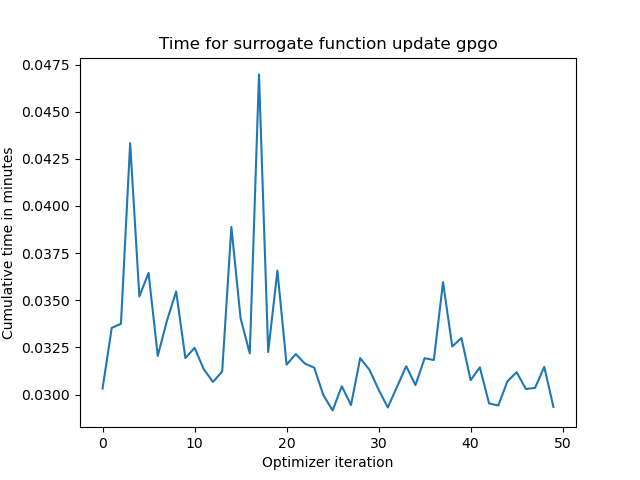 Time for surrogate function update gpgo
Cumulative time in minutes
0.0475
0.0450
0.0425
0.0400
0.0375
0.0350
0.0325
0.0300
0 10 20 30 40 50
Optimizer iteration